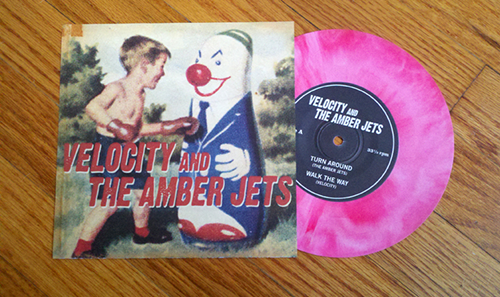 VELOCITY AND
THE AMBER JETS
VELOCITY AND
THE AMBER JETS
A
33⅓ rpm
TURN AROUND
(THE AMBER JETS)
WALK THE WAY
(VELOCITY)